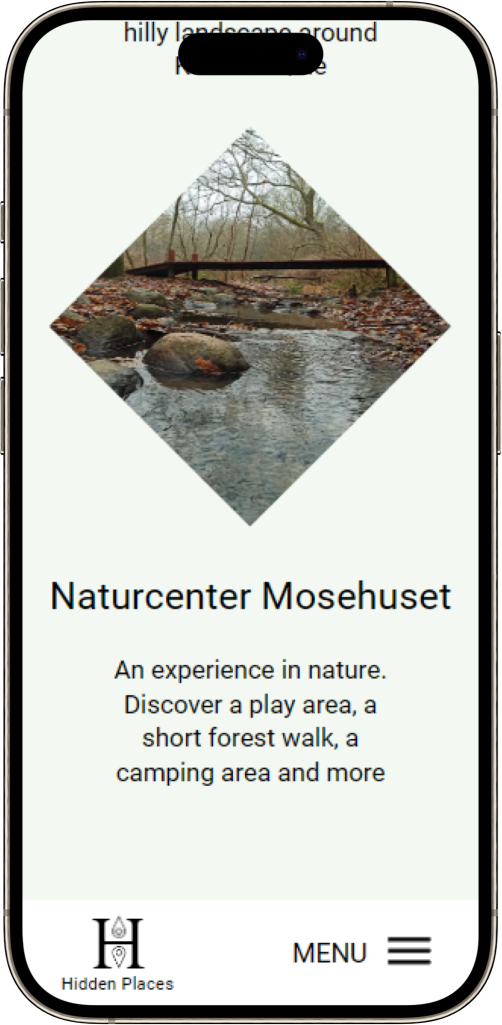 hilly landscape around
Naturcenter Mosehuset
An experience in nature.
Discover a play area, a
short forest walk, a
camping area and more
H
Hidden Places
MENU